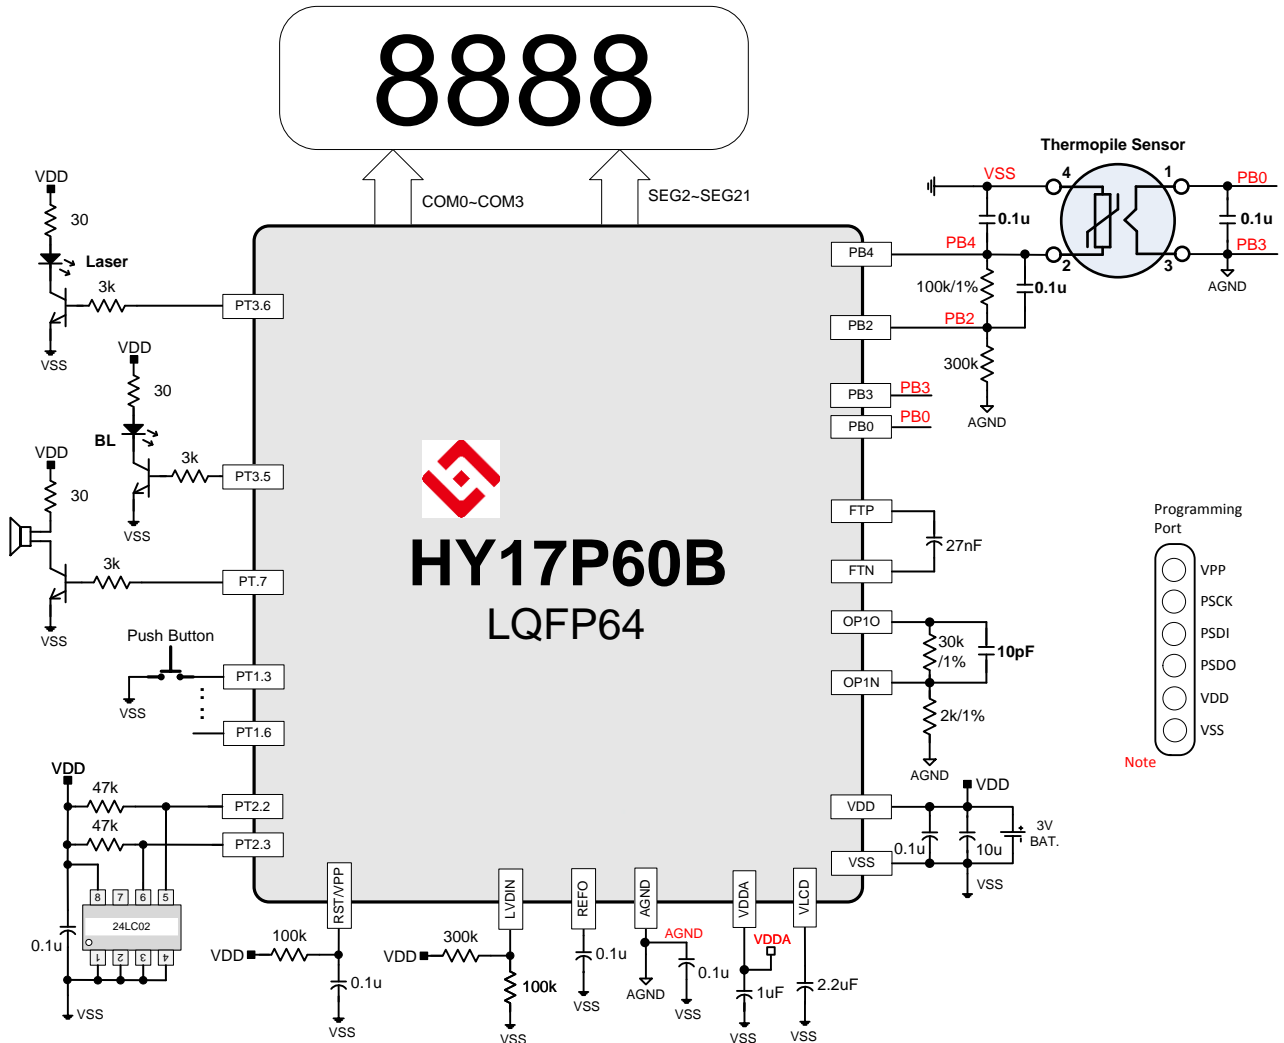 8888
COM0~COM3
SEG2~SEG21
Thermopile Sensor
VSS
4
1
PB0
0.1u
0.1u
PB4
2
3
PB3
AGND
100k/1%
0.1u
PB2
300k
AGND
VDD
30
Laser
3k
VSS
PT3.6
VDD
30
BL
3k
VSS
PT3.5
VDD
30
3k
VSS
PT.7
Push Button
VSS
PT1.3
PT1.6
VDD
47k
PT2.2
47k
PT2.3
8 7 6 5
24LC02
1 2 3 4
0.1u
VSS
PB4
PB2
PB3
PB3
PB0
PB0
HY17P60B
LQFP64
FTP
FTN
27nF
OP1O
30k
/1%
10pF
OP1N
2k/1%
AGND
VDD
VDD
0.1u
10u
3V
BAT.
VSS
VSS
RST/VPP
VDD
100k
0.1u
VSS
LVDIN
VDD
300k
100k
VSS
REFO
0.1u
VSS
AGND
AGND
AGND
0.1u
VSS
VDDA
VDDA
1uF
VSS
VLCD
2.2uF
VSS
Programming
Port
VPP
PSCK
PSDI
PSDO
VDD
VSS
Note